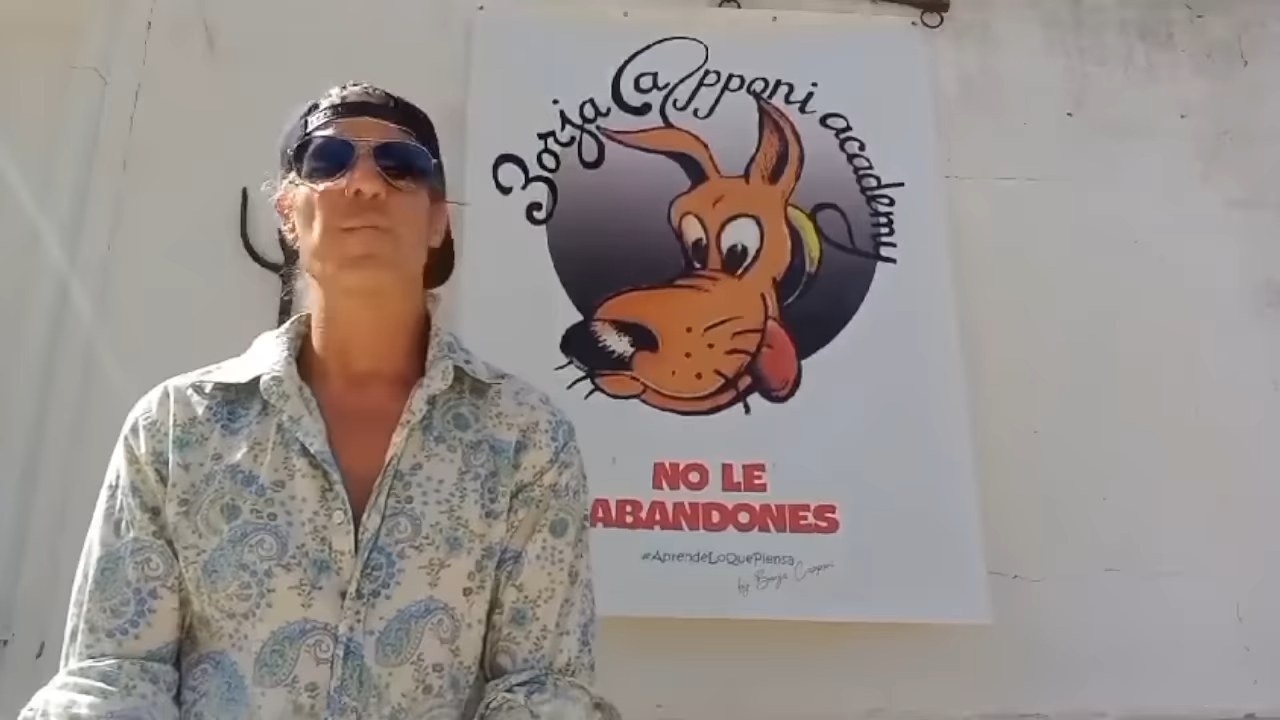 Borja Capponi academy
NO LE
ABANDONES
#AprendeLoQuePiensa
by Borja Capponi